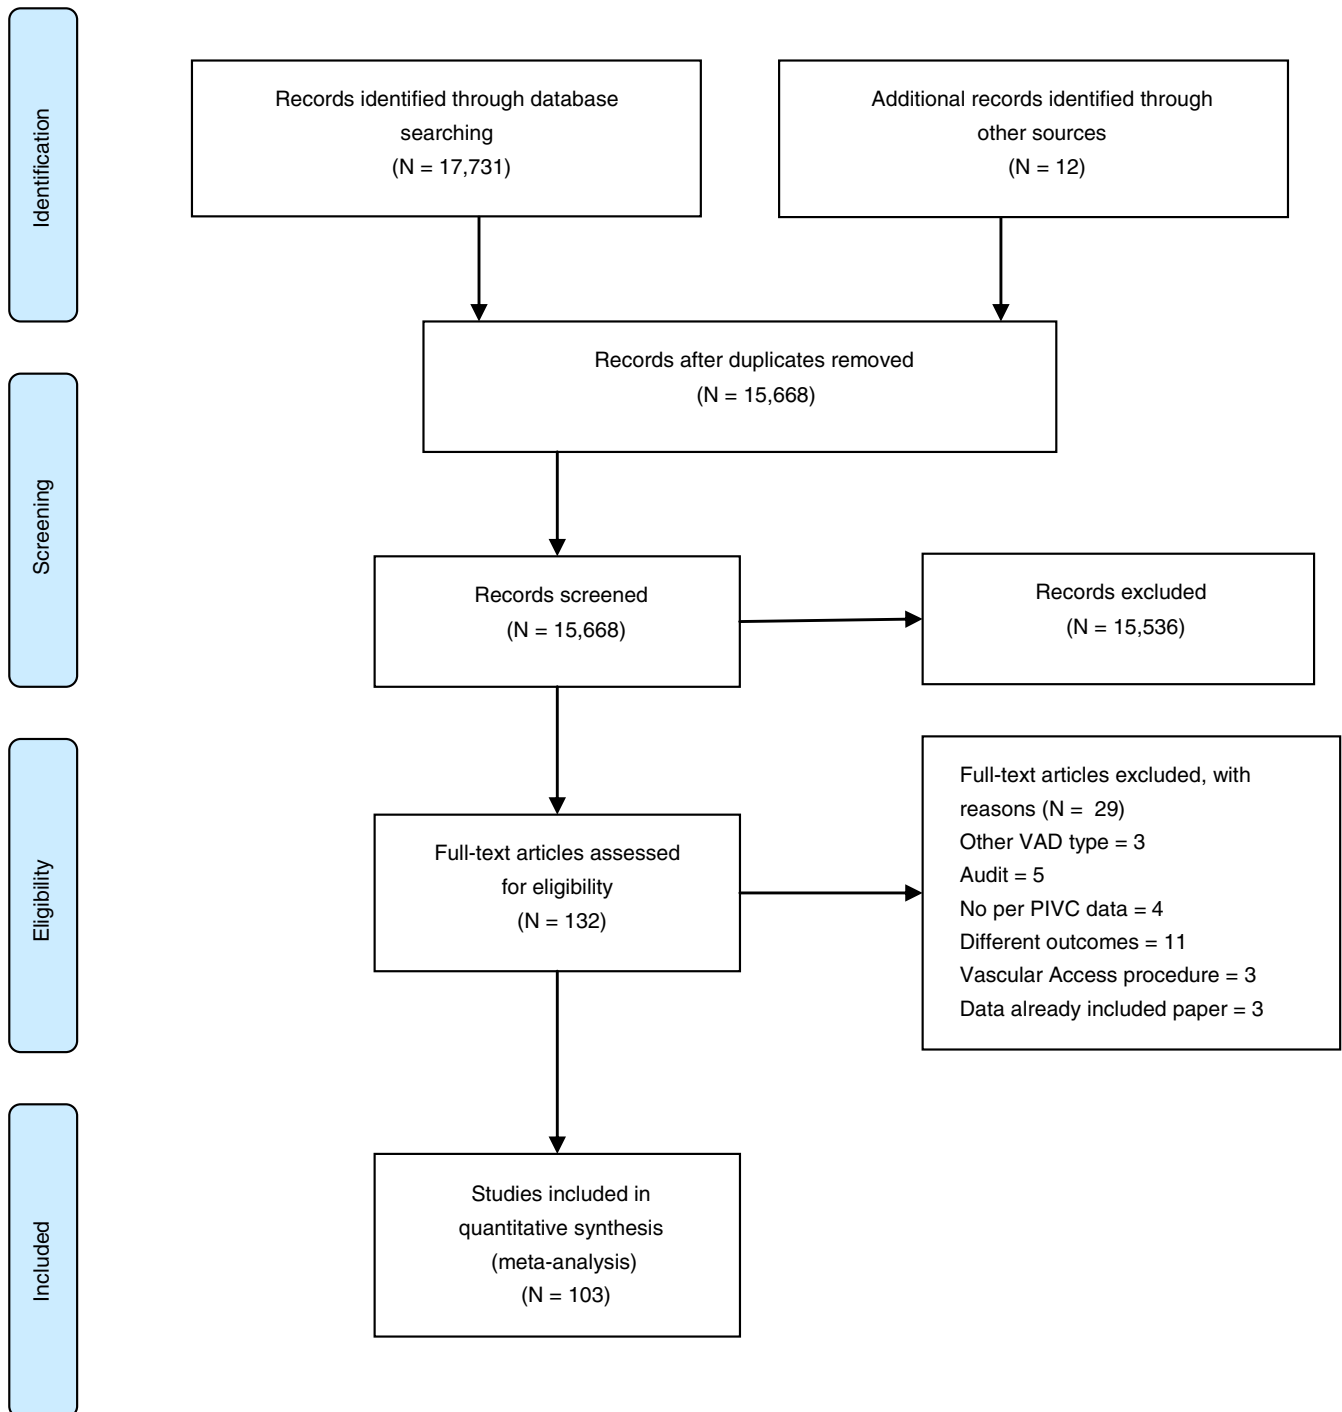 Identification
Records identified through database
searching
(N = 17,731)
Additional records identified through
other sources
(N = 12)
Records after duplicates removed
(N = 15,668)
Screening
Records screened
(N = 15,668)
Records excluded
(N = 15,536)
Eligibility
Full-text articles assessed
for eligibility
(N = 132)
Full-text articles excluded, with
reasons (N = 29)
Other VAD type = 3
Audit = 5
No per PIVC data = 4
Different outcomes = 11
Vascular Access procedure = 3
Data already included paper = 3
Included
Studies included in
quantitative synthesis
(meta-analysis)
(N = 103)